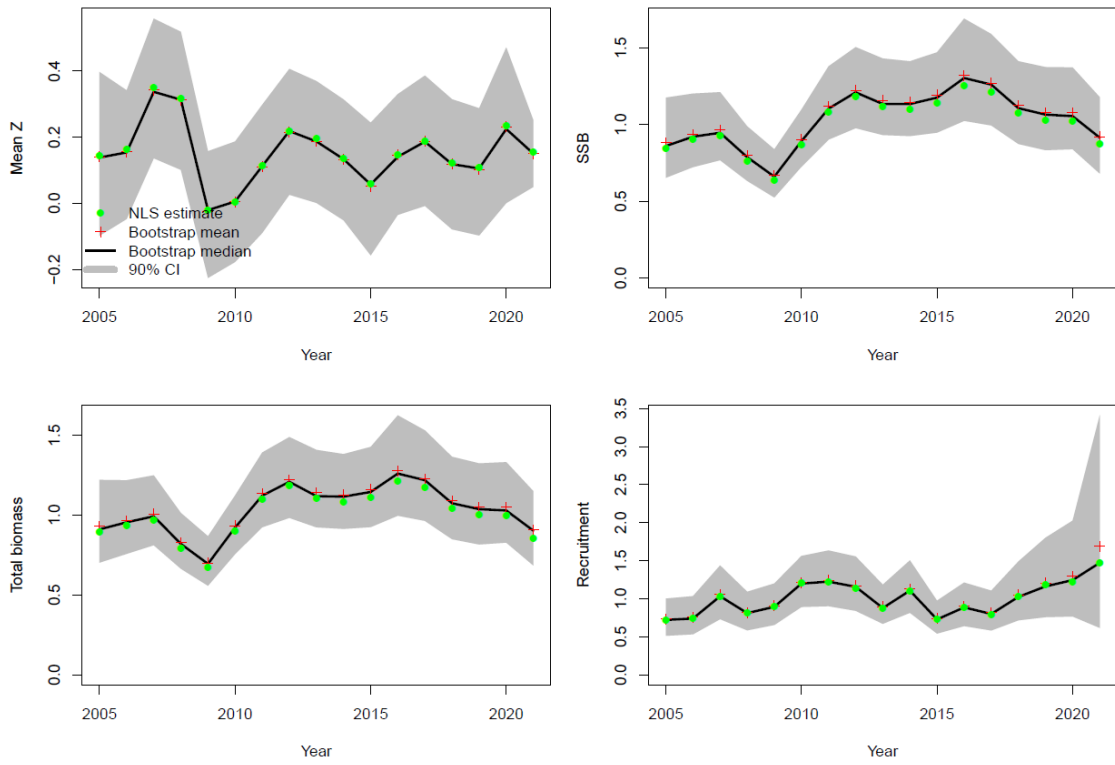 Mean Z
0.4
0.2
0.0
−0.2
NLS estimate
Bootstrap mean
Bootstrap median
90% CI
2005 2010 2015 2020
Year
SSB
1.5
1.0
0.5
0.0
2005 2010 2015 2020
Year
Total biomass
1.5
1.0
0.5
0.0
2005 2010 2015 2020
Year
Recruitment
3.5
3.0
2.5
2.0
1.5
1.0
0.5
0.0
2005 2010 2015 2020
Year